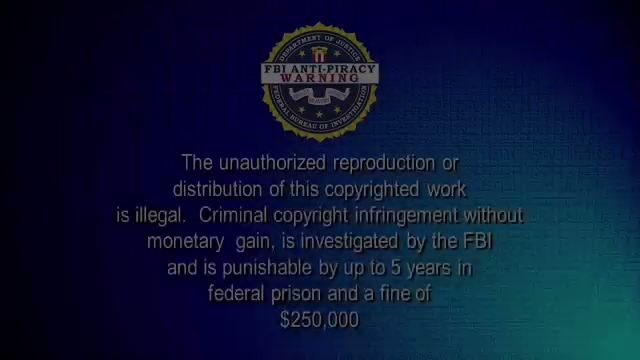 DEPARTMENT OF JUSTICE
FBI ANTI-PIRACY
WARNING
FEDERAL BUREAU OF INVESTIGATION
The unauthorized reproduction or
distribution of this copyrighted work
is illegal.  Criminal copyright infringement without
monetary  gain, is investigated by the FBI
and is punishable by up to 5 years in
federal prison and a fine of
$250,000